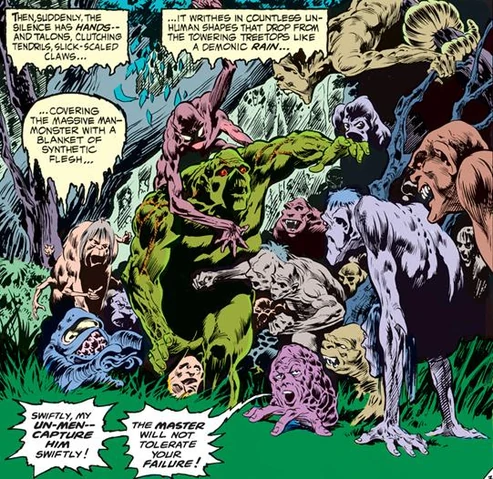 THEN, SUDDENLY, THE
SILENCE HAS HANDS--
AND TALONS, CLUTCHING
TENDRILS, SLICK-SCALED
CLAWS...
...IT WRITHES IN COUNTLESS UN-
HUMAN SHAPES THAT DROP FROM
THE TOWERING TREETOPS LIKE
A DEMONIC RAIN...
...COVERING
THE MASSIVE MAN-
MONSTER WITH A
BLANKET OF
SYNTHETIC
FLESH...
SWIFTLY, MY
UN-MEN--
CAPTURE
HIM
SWIFTLY!
THE MASTER
WILL NOT
TOLERATE
YOUR
FAILURE!